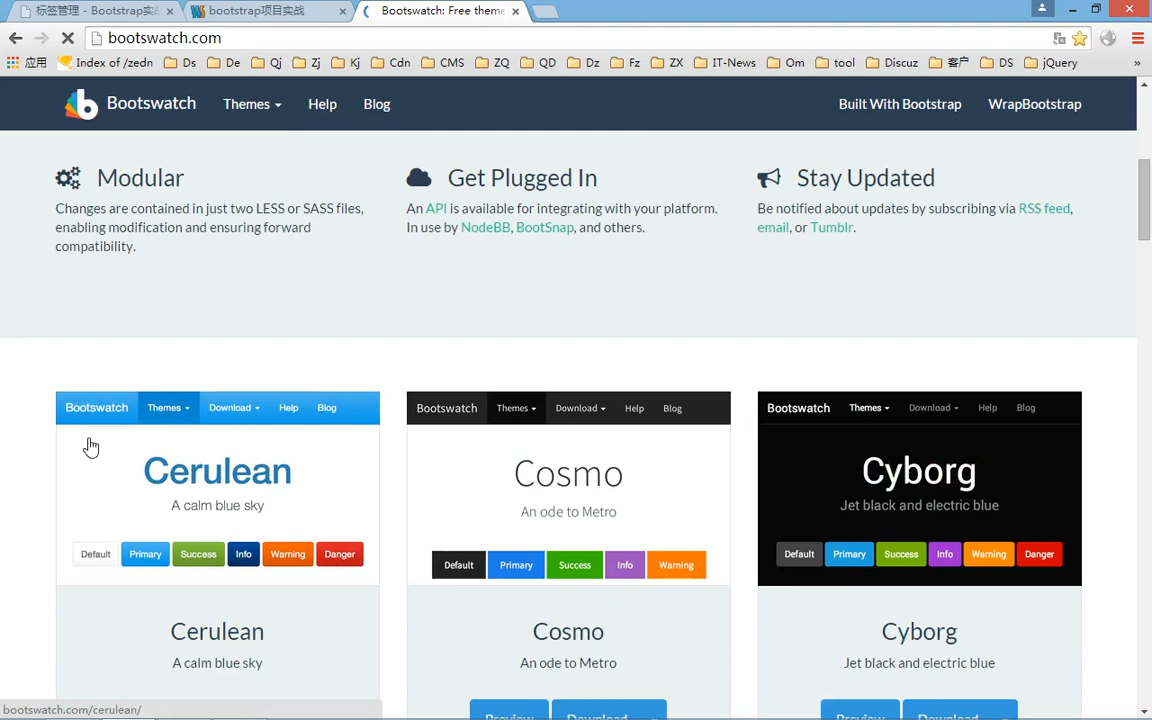 标签管理 - Bootstrap实战
bootstrap项目实战
Bootswatch: Free theme
bootswatch.com
应用 Index of /zedn Ds De Qj Zj Kj Cdn CMS ZQ QD Dz Fz ZX IT-News Om tool Discuz 客户 DS jQuery »
Bootswatch Themes Help Blog Built With Bootstrap WrapBootstrap
Modular
Changes are contained in just two LESS or SASS files,
enabling modification and ensuring forward
compatibility.
Get Plugged In
An API is available for integrating with your platform.
In use by NodeBB, BootSnap, and others.
Stay Updated
Be notified about updates by subscribing via RSS feed,
email, or Tumblr.
Bootswatch Themes Download Help Blog
Cerulean
A calm blue sky
Default Primary Success Info Warning Danger
Cerulean
A calm blue sky
Bootswatch Themes Download Help Blog
Cosmo
An ode to Metro
Default Primary Success Info Warning
Cosmo
An ode to Metro
Preview Download
Bootswatch Themes Download Help Blog
Cyborg
Jet black and electric blue
Default Primary Success Info Warning Danger
Cyborg
Jet black and electric blue
Preview Download
bootswatch.com/cerulean/